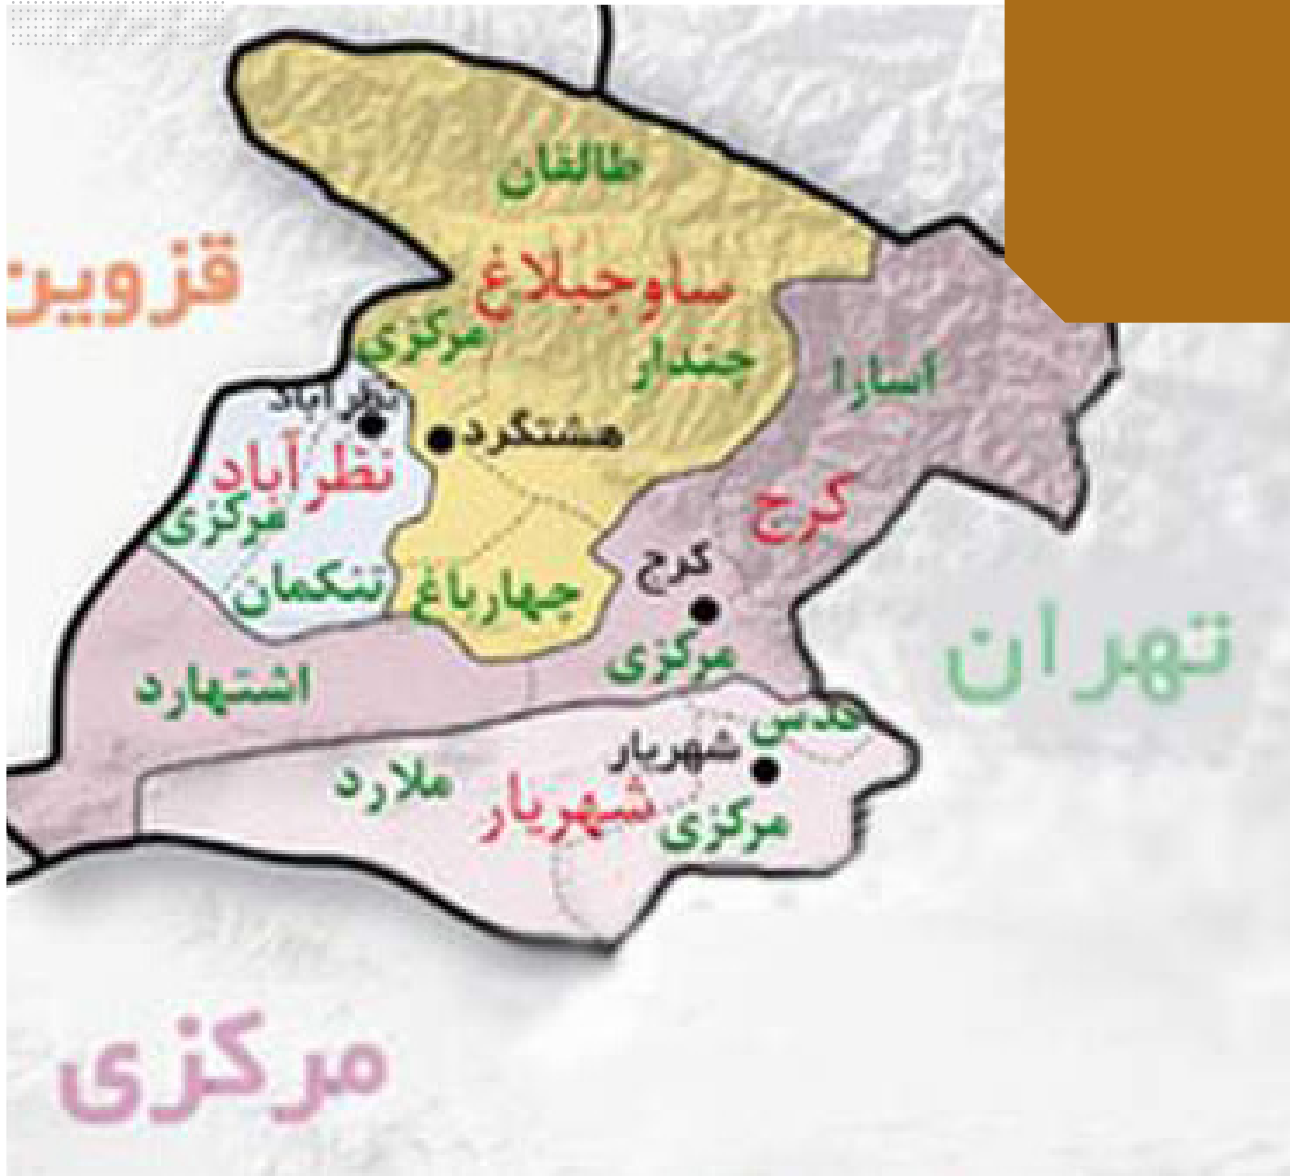 طالقان
ساوجبلاغ
قزوین
مرکزی
چندار
آسارا
نظرآباد
هشتگرد
نظرآباد
کرج
مرکزی
کرج
تنکمان
چهارباغ
تهران
مرکزی
اشتهارد
قدس
شهریار
ملارد
شهریار
مرکزی
مرکزی